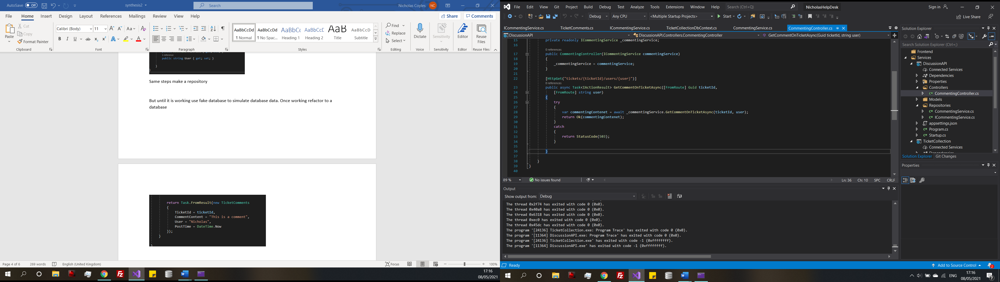 AutoSave Off synthesis2 Search Nicholas Coyles NC
File Home Insert Design Layout References Mailings Review View Help Share Comments
Paste Cut Copy Format Painter Clipboard
Calibri (Body) 11 Font
Paragraph
AaBbCcDd ¶ Normal AaBbCcDd ¶ No Spac... AaBbCc Heading 1 AaBbCcD Heading 2 AaB Title AaBbCcD Subtitle Styles
Find Replace Select Editing
Dictate Voice Sensitivity Sensitivity Editor Editor Reuse Files Reuse Files
1 reference
public string User { get; set; }
}
}
Same steps make a repository
But until it is working use fake database to simulate database data. Once working refactor to a
database
return Task.FromResult(new TicketComments
{
TicketId = ticketId,
CommentContent = "This is a comment",
User = "Nicholas",
PostTime = DateTime.Now
});
}
Page 4 of 6 269 words English (United Kingdom) Focus 100%
17:16
08/05/2021
File Edit View Git Project Build Debug Test Analyze Tools Extensions Window Help Search (Ctrl+Q) NicholasHelpDesk Sign in
Debug Any CPU <Multiple Startup Projects> Start Live Share
ICommentingService.cs TicketComments.cs ICommentingService.cs TicketCollectionDbContext.cs CommentingService.cs CommentingController.cs
DiscussionAPI DiscussionAPI.Controllers.CommentingController GetCommentOnTicketAsync(Guid ticketId, string user)
15 private readonly ICommentingService _commentingService;
16
0 references
17 public CommentingController(ICommentingService commentingService)
18 {
19 _commentingService = commentingService;
20 }
21
22 [HttpGet("tickets/{ticketId}/users/{user}")]
0 references
23 public async Task<IActionResult> GetCommentOnTicketAsync([FromRoute] Guid ticketId,
24 [FromRoute] string user)
25 {
26 try
27 {
28 var commentingContenet = await _commentingService.GetCommentOnTicketAsync(ticketId, user);
29 return Ok(commentingContenet);
30 }
31 catch
32 {
33 return StatusCode(503);
34 }
35
36 }
37
38 }
39 }
40
89 % No issues found Ln: 36 Ch: 10 SPC CRLF
Output
Show output from: Debug
The thread 0x2f74 has exited with code 0 (0x0).
The thread 0x40a8 has exited with code 0 (0x0).
The thread 0x6318 has exited with code 0 (0x0).
The thread 0xec0 has exited with code 0 (0x0).
The thread 0x45dc has exited with code 0 (0x0).
The program '[24136] TicketCollection.exe: Program Trace' has exited with code 0 (0x0).
The program '[11364] DiscussionAPI.exe: Program Trace' has exited with code 0 (0x0).
The program '[24136] TicketCollection.exe' has exited with code -1 (0xffffffff).
The program '[11364] DiscussionAPI.exe' has exited with code -1 (0xffffffff).
Solution Explorer
Search Solution Explorer (Ctrl+;)
Frontend
Services
DiscussionAPI
Connected Services
Dependencies
Properties
Controllers
CommentingController.cs
Models
Repositories
CommentingService.cs
ICommentingService.cs
appsettings.json
Program.cs
Startup.cs
TicketCollection
Connected Services
Dependencies
Solution Explorer Git Changes
Properties
Ready Add to Source Control 2
ENG 17:16
08/05/2021 7